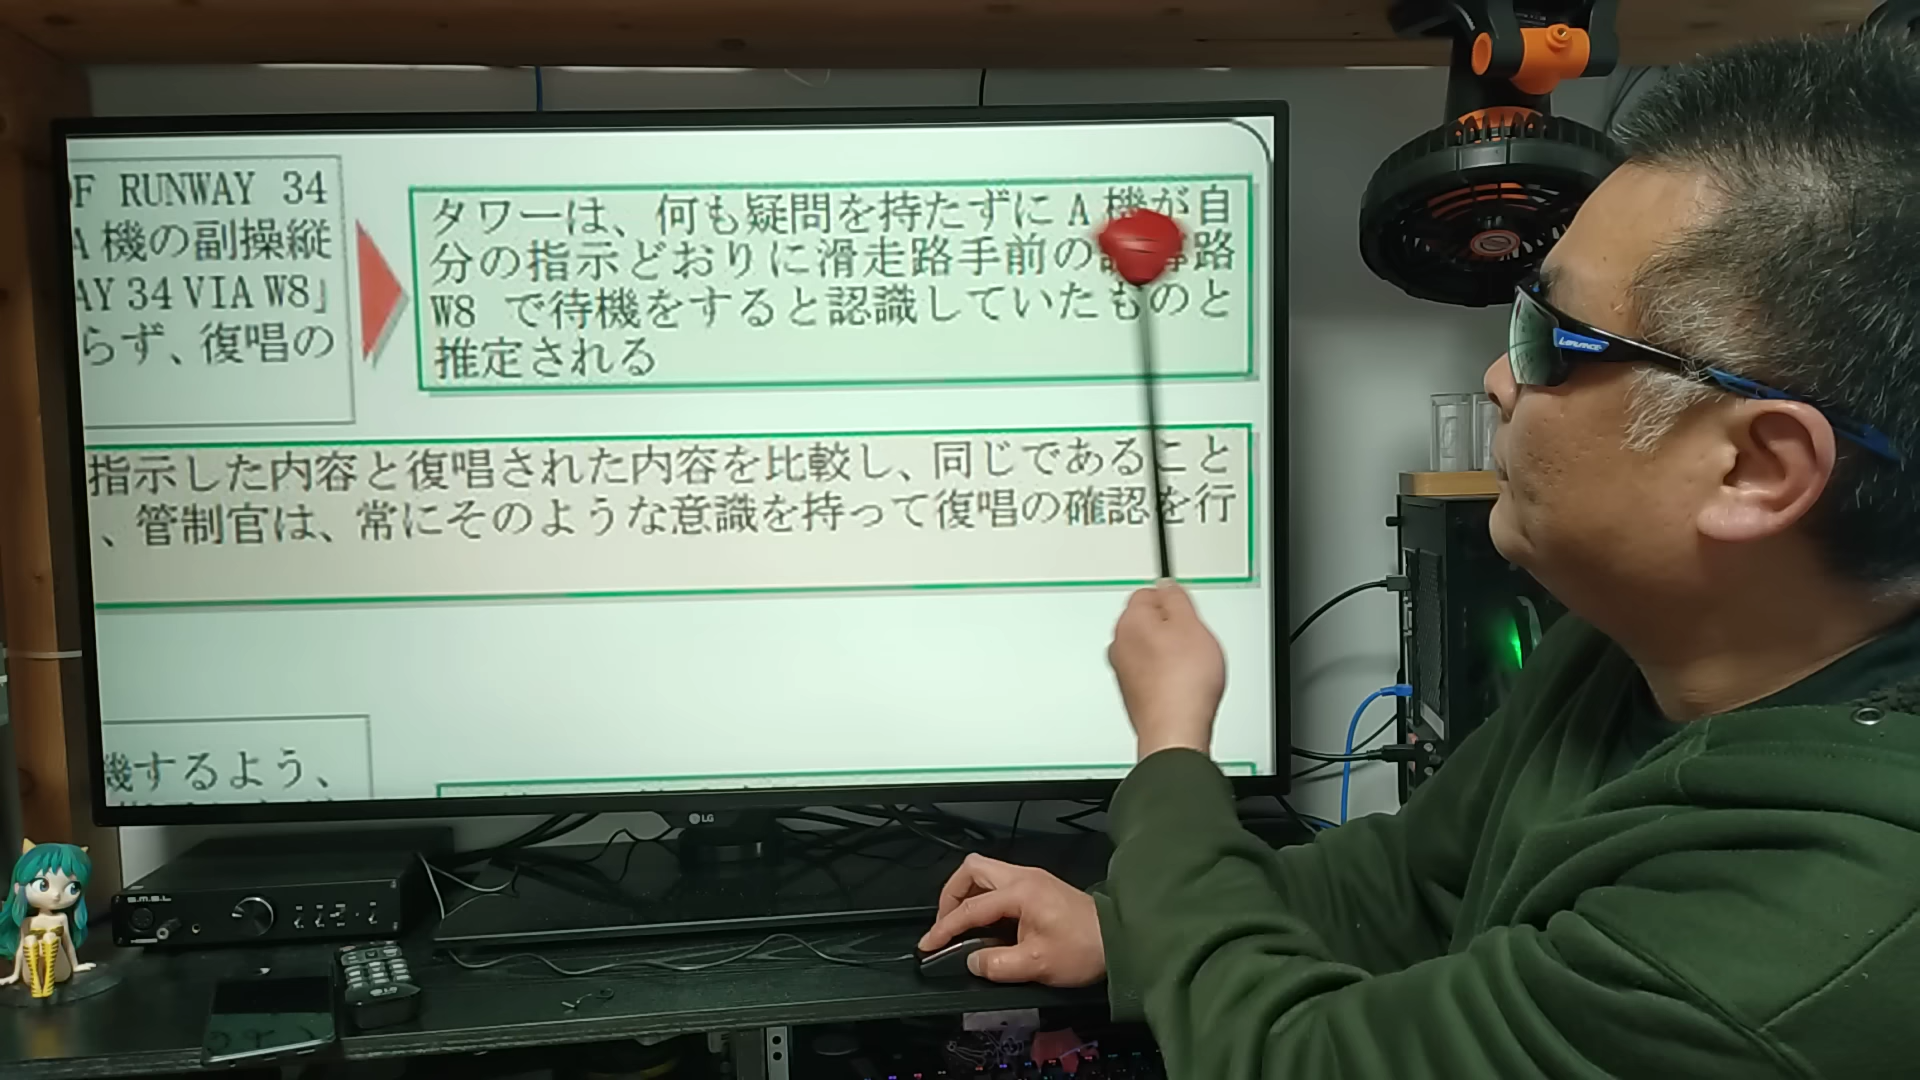 F RUNWAY 34
A 機の副操縦
AY 34 VIA W8」
らず、復唱の
タワーは、何も疑問を持たずに A 機が自
分の指示どおりに滑走路手前の 路
W8 で待機をすると認識していたものと
推定される
指示した内容と復唱された内容を比較し、同じであること
、管制官は、常にそのような意識を持って復唱の確認を行
機するよう、
LG
S.M.S.L
LG